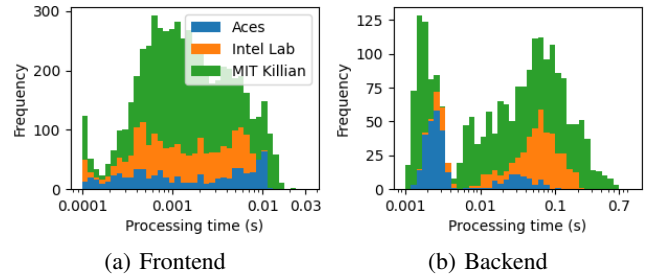 300
200
100
0
Frequency
Aces
Intel Lab
MIT Killian
0.0001
0.001
0.01
0.03
Processing time (s)
(a) Frontend
125
100
75
50
25
0
Frequency
0.001
0.01
0.1
0.7
Processing time (s)
(b) Backend